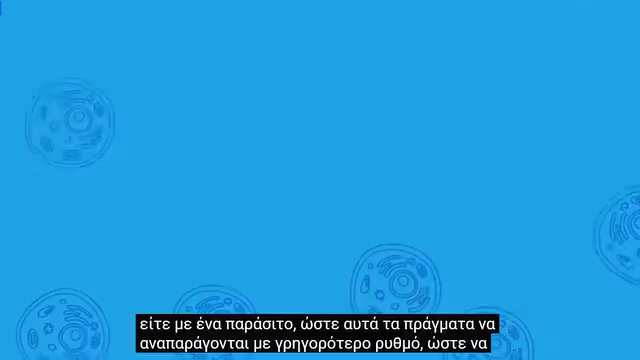 είτε με ένα παράσιτο, ώστε αυτά τα πράγματα να
αναπαράγονται με γρηγορότερο ρυθμό, ώστε να